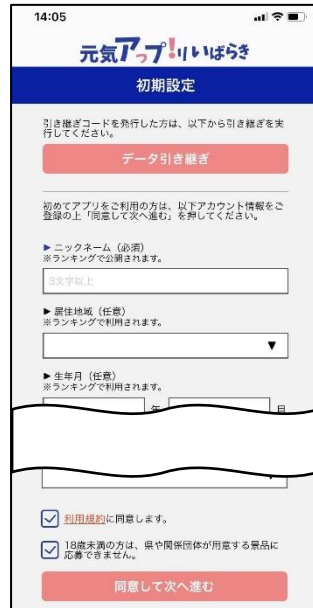 14:05
元気アっプ!りいばらき
初期設定
引き継ぎコードを発行した方は、以下から引き継ぎを実
行してください。
データ引き継ぎ
初めてアプリをご利用の方は、以下アカウント情報をご
登録の上「同意して次へ進む」を押してください。
▶ ニックネーム（必須）
※ランキングで公開されます。
3文字以上
▶ 居住地域（任意）
※ランキングで利用されます。
▼
▶ 生年月（任意）
※ランキングで利用されます。
年 月
利用規約に同意します。
18歳未満の方は、県や関係団体が用意する景品に
応募できません。
同意して次へ進む